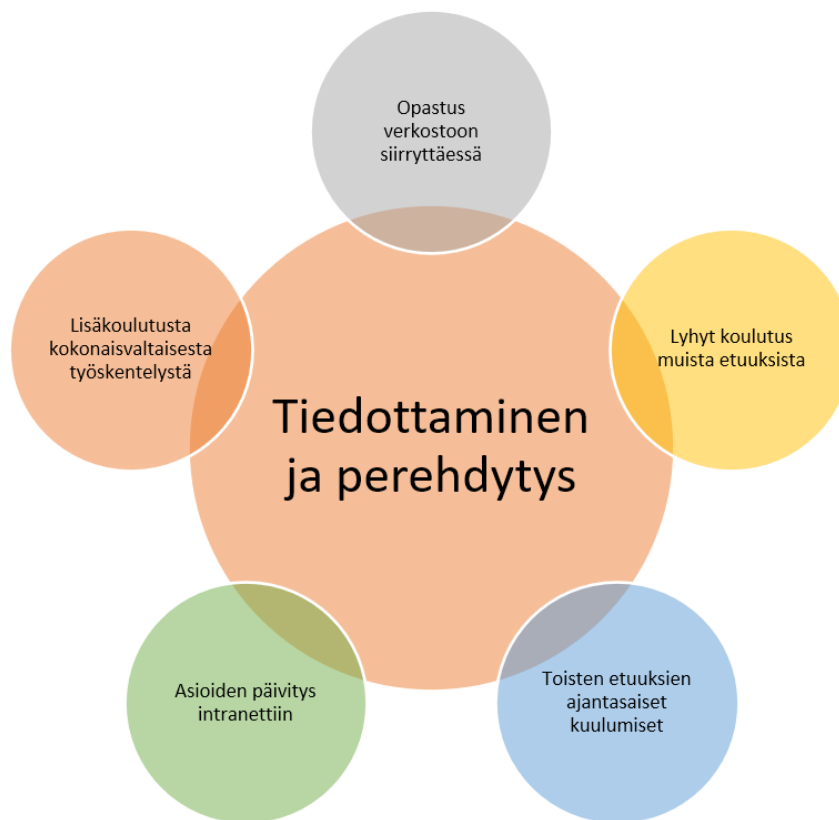 Opastus
verkostoon
siirryttäessä
Lyhyt koulutus
muista etuuksista
Lisäkoulutusta
kokonaisvaltaisesta
työskentelystä
Tiedottaminen
ja perehdytys
Asioiden päivitys
intranettiin
Toisten etuuksien
ajantasaiset
kuulumiset